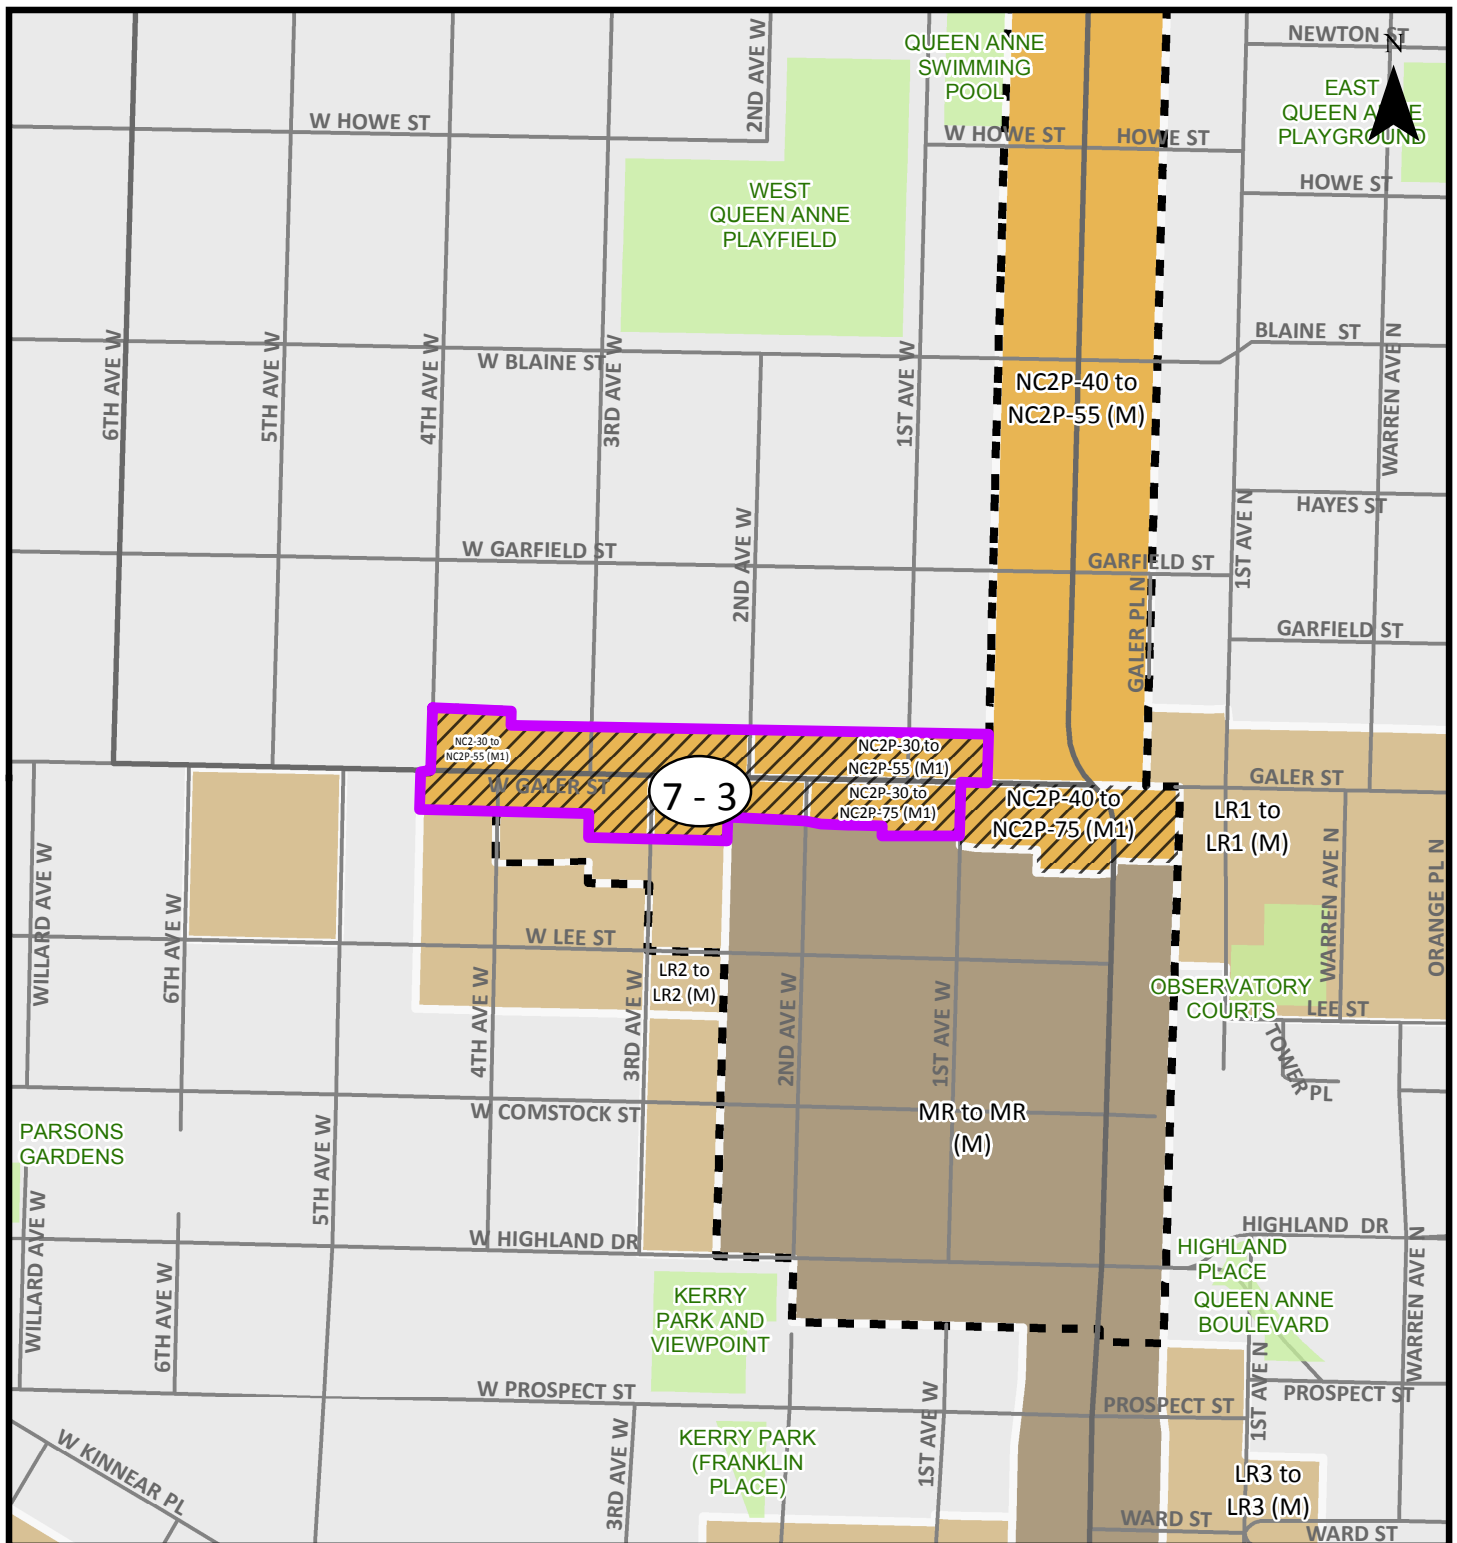 2ND AVE W
QUEEN ANNE
SWIMMING
POOL
NEWTON ST
N
EAST
QUEEN ANNE
PLAYGROUND
W HOWE ST
W HOWE ST
HOWE ST
HOWE ST
WEST
QUEEN ANNE
PLAYFIELD
6TH AVE W
5TH AVE W
4TH AVE W
3RD AVE W
1ST AVE W
W BLAINE ST
BLAINE ST
WARREN AVE N
NC2P-40 to
NC2P-55 (M)
HAYES ST
1ST AVE N
W GARFIELD ST
2ND AVE W
GARFIELD ST
GALER PL N
GARFIELD ST
NC2-30 to
NC2P-55 (M1)
NC2P-30 to
NC2P-55 (M1)
W GALER ST
7 - 3
NC2P-30 to
NC2P-75 (M1)
NC2P-40 to
NC2P-75 (M1)
GALER ST
LR1 to
LR1 (M)
WILLARD AVE W
6TH AVE W
WARREN AVE N
ORANGE PL N
W LEE ST
4TH AVE W
3RD AVE W
LR2 to
LR2 (M)
2ND AVE W
1ST AVE W
OBSERVATORY
COURTS
LEE ST
TOWER PL
W COMSTOCK ST
MR to MR
(M)
PARSONS
GARDENS
5TH AVE W
WILLARD AVE W
6TH AVE W
W HIGHLAND DR
HIGHLAND DR
HIGHLAND
PLACE
QUEEN ANNE
BOULEVARD
WARREN AVE N
KERRY
PARK AND
VIEWPOINT
W PROSPECT ST
1ST AVE W
PROSPECT ST
1ST AVE N
PROSPECT ST
3RD AVE W
KERRY PARK
(FRANKLIN
PLACE)
W KINNEAR PL
LR3 to
LR3 (M)
WARD ST
WARD ST